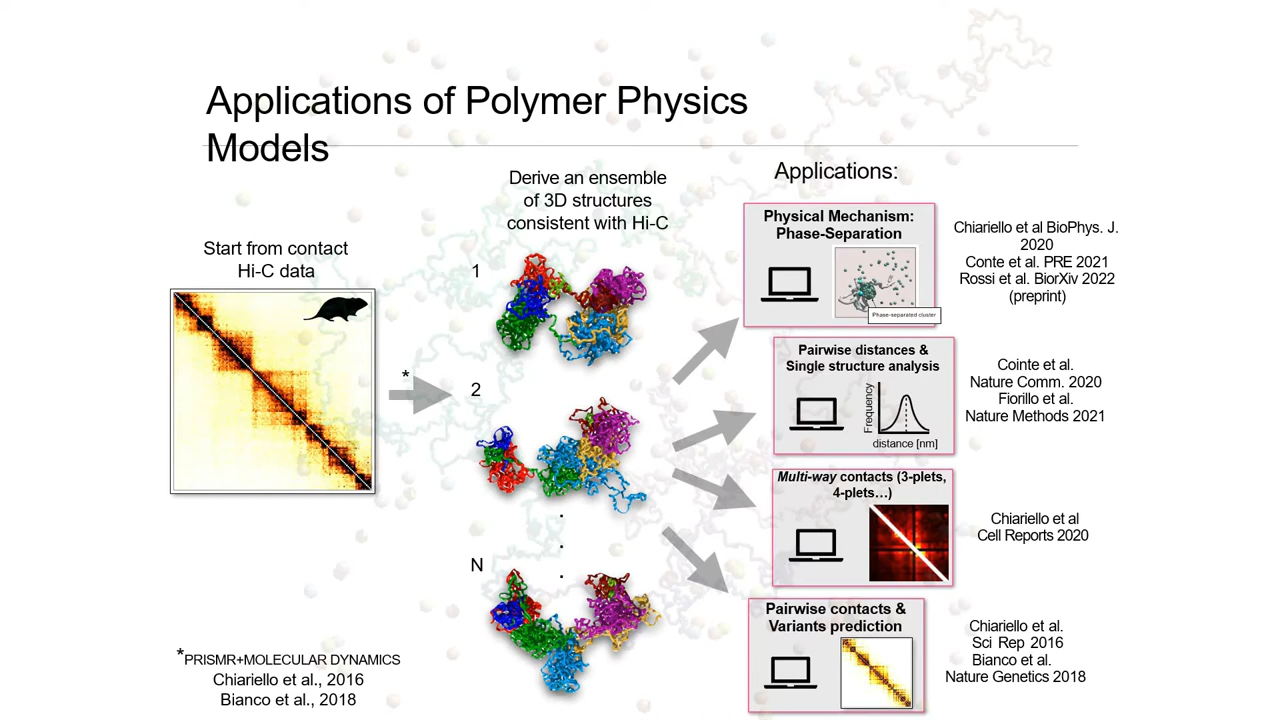 Applications of Polymer Physics
Models
Start from contact
Hi-C data
*
*PRISMR+MOLECULAR DYNAMICS
Chiariello et al., 2016
Bianco et al., 2018
Derive an ensemble
of 3D structures
consistent with Hi-C
1
2
.
.
.
N
Applications:
Physical Mechanism:
Phase-Separation
Phase-separated cluster
Chiariello et al BioPhys. J.
2020
Conte et al. PRE 2021
Rossi et al. BiorXiv 2022
(preprint)
Pairwise distances &
Single structure analysis
Frequency
distance [nm]
Cointe et al.
Nature Comm. 2020
Fiorillo et al.
Nature Methods 2021
Multi-way contacts (3-plets,
4-plets…)
Chiariello et al
Cell Reports 2020
Pairwise contacts &
Variants prediction
Chiariello et al.
Sci Rep 2016
Bianco et al.
Nature Genetics 2018